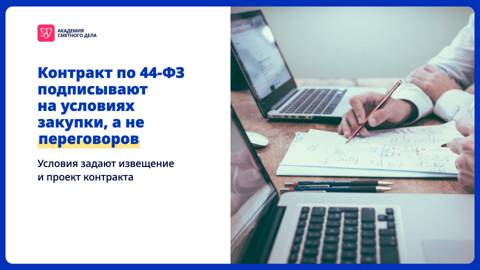 АКАДЕМИЯ
СМЕТНОГО ДЕЛА
Контракт по 44-ФЗ
подписывают
на условиях
закупки, а не
переговоров
Условия задают извещение
и проект контракта